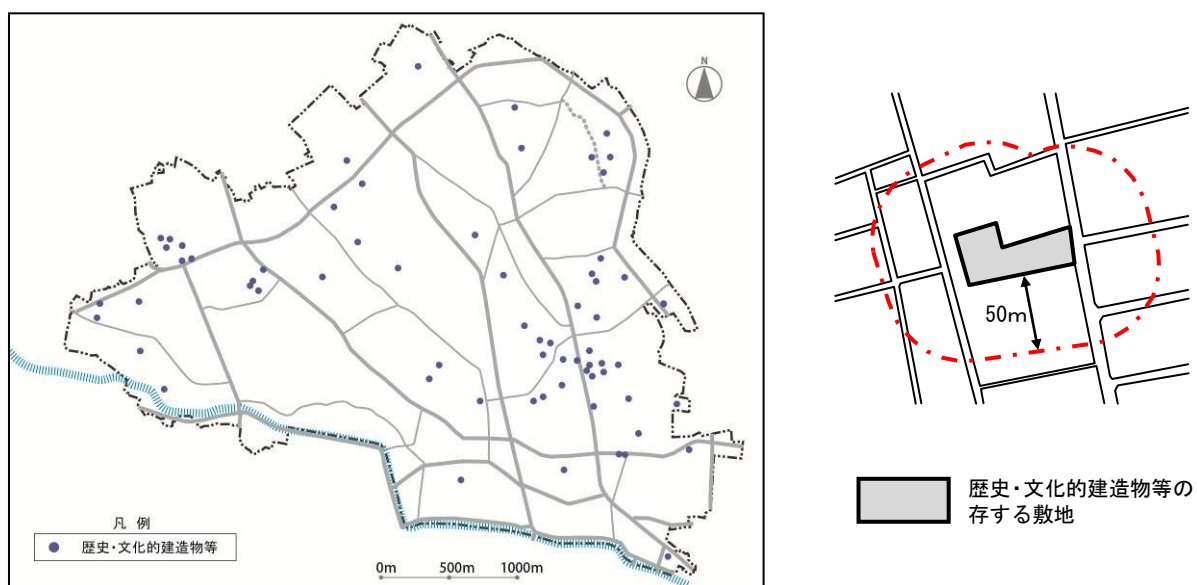 N
凡 例
歴史・文化的建造物等
0m 500m 1000m
50m
歴史・文化的建造物等の
存する敷地